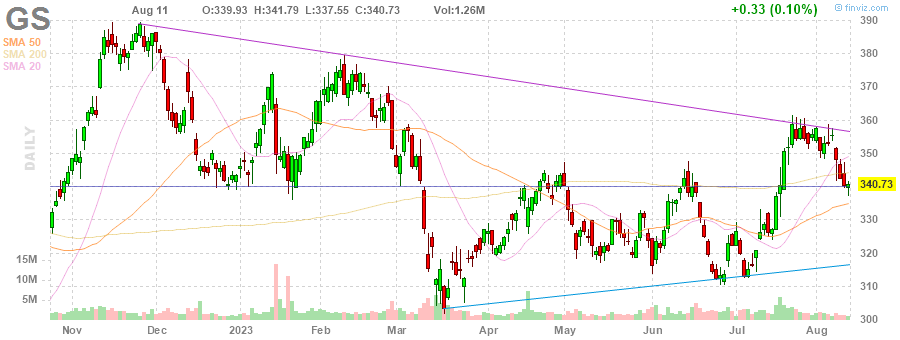 GS Aug 11 O:339.93 H:341.79 L:337.55 C:340.73 Vol:1.26M +0.33 (0.10%) @ finviz.com
SMA 50
SMA 200
SMA 20
DAILY
390
380
370
360
350
340.73
330
320
310
300
15M
10M
5M
Nov Dec 2023 Feb Mar Apr May Jun Jul Aug